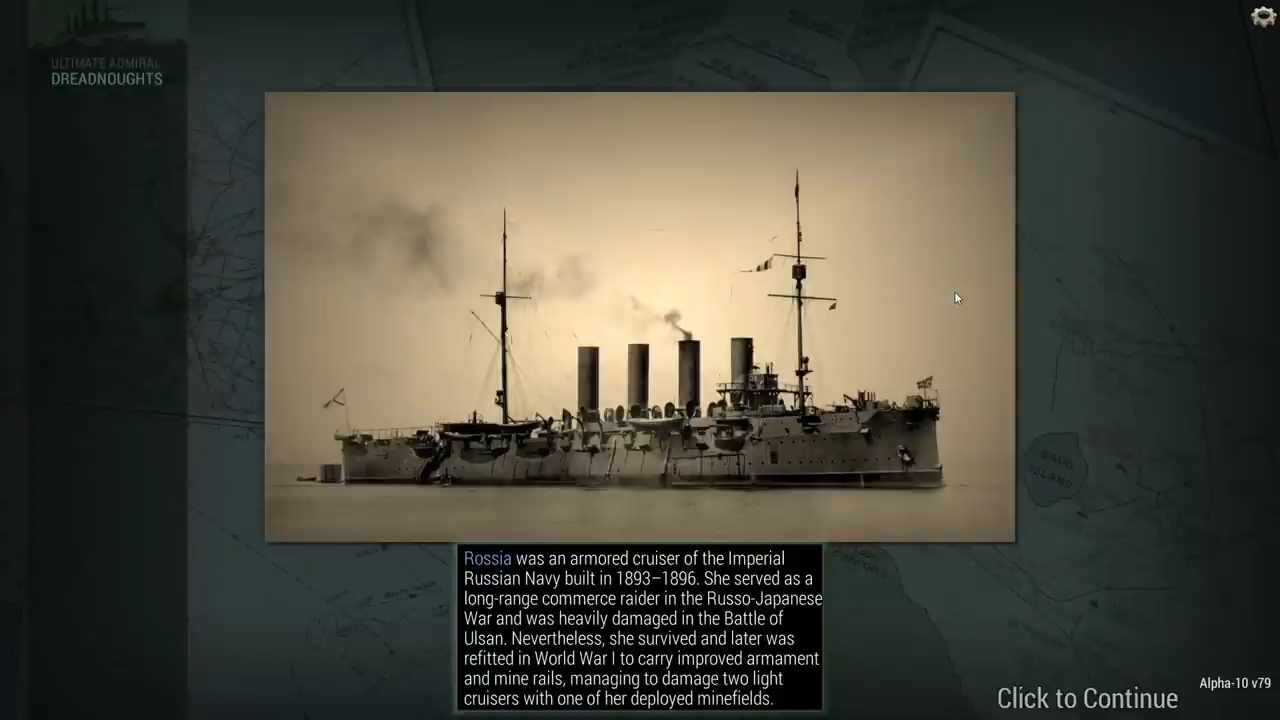 ULTIMATE ADMIRAL
DREADNOUGHTS
Rossia was an armored cruiser of the Imperial
Russian Navy built in 1893–1896. She served as a
long-range commerce raider in the Russo-Japanese
War and was heavily damaged in the Battle of
Ulsan. Nevertheless, she survived and later was
refitted in World War I to carry improved armament
and mine rails, managing to damage two light
cruisers with one of her deployed minefields.
Alpha-10 v79
Click to Continue